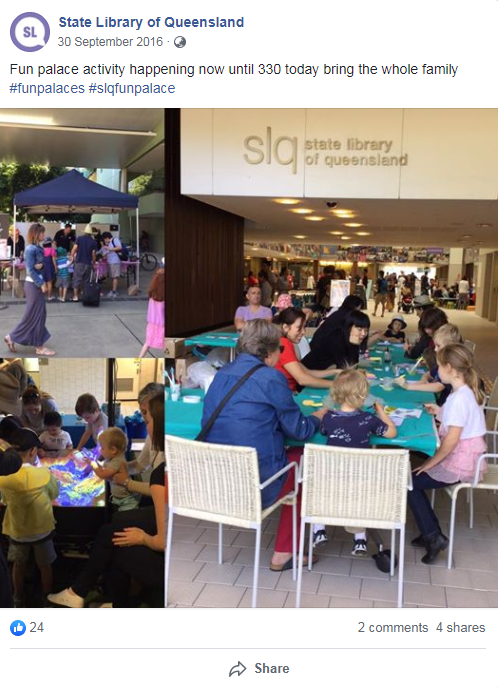 SL
State Library of Queensland
30 September 2016 ·
Fun palace activity happening now until 330 today bring the whole family
#funpalaces #slqfunpalace
slq state library
of queensland
24
2 comments 4 shares
Share